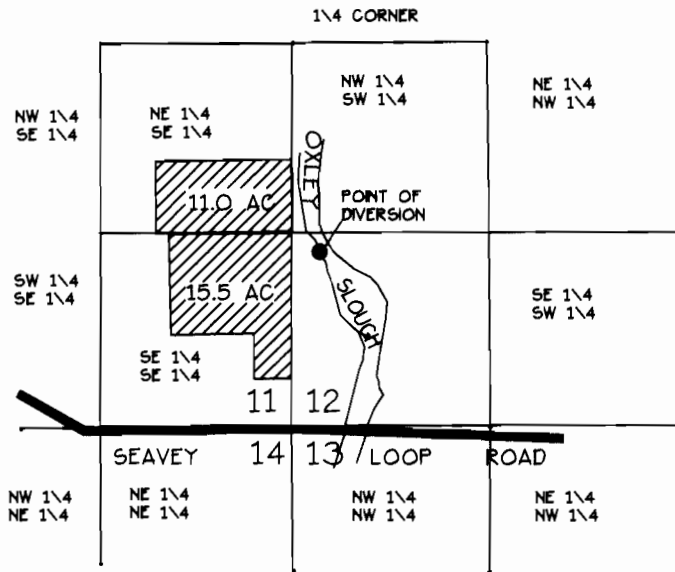 1\4 CORNER
NW 1\4
SE 1\4
NE 1\4
SE 1\4
NW 1\4
SW 1\4
NE 1\4
NW 1\4
OXLEY
11.0 AC
POINT OF
DIVERSION
SW 1\4
SE 1\4
15.5 AC
SLOUGH
SE 1\4
SW 1\4
SE 1\4
SE 1\4
11 12
SEAVEY 14 13 LOOP ROAD
NW 1\4
NE 1\4
NE 1\4
NE 1\4
NW 1\4
NW 1\4
NE 1\4
NW 1\4